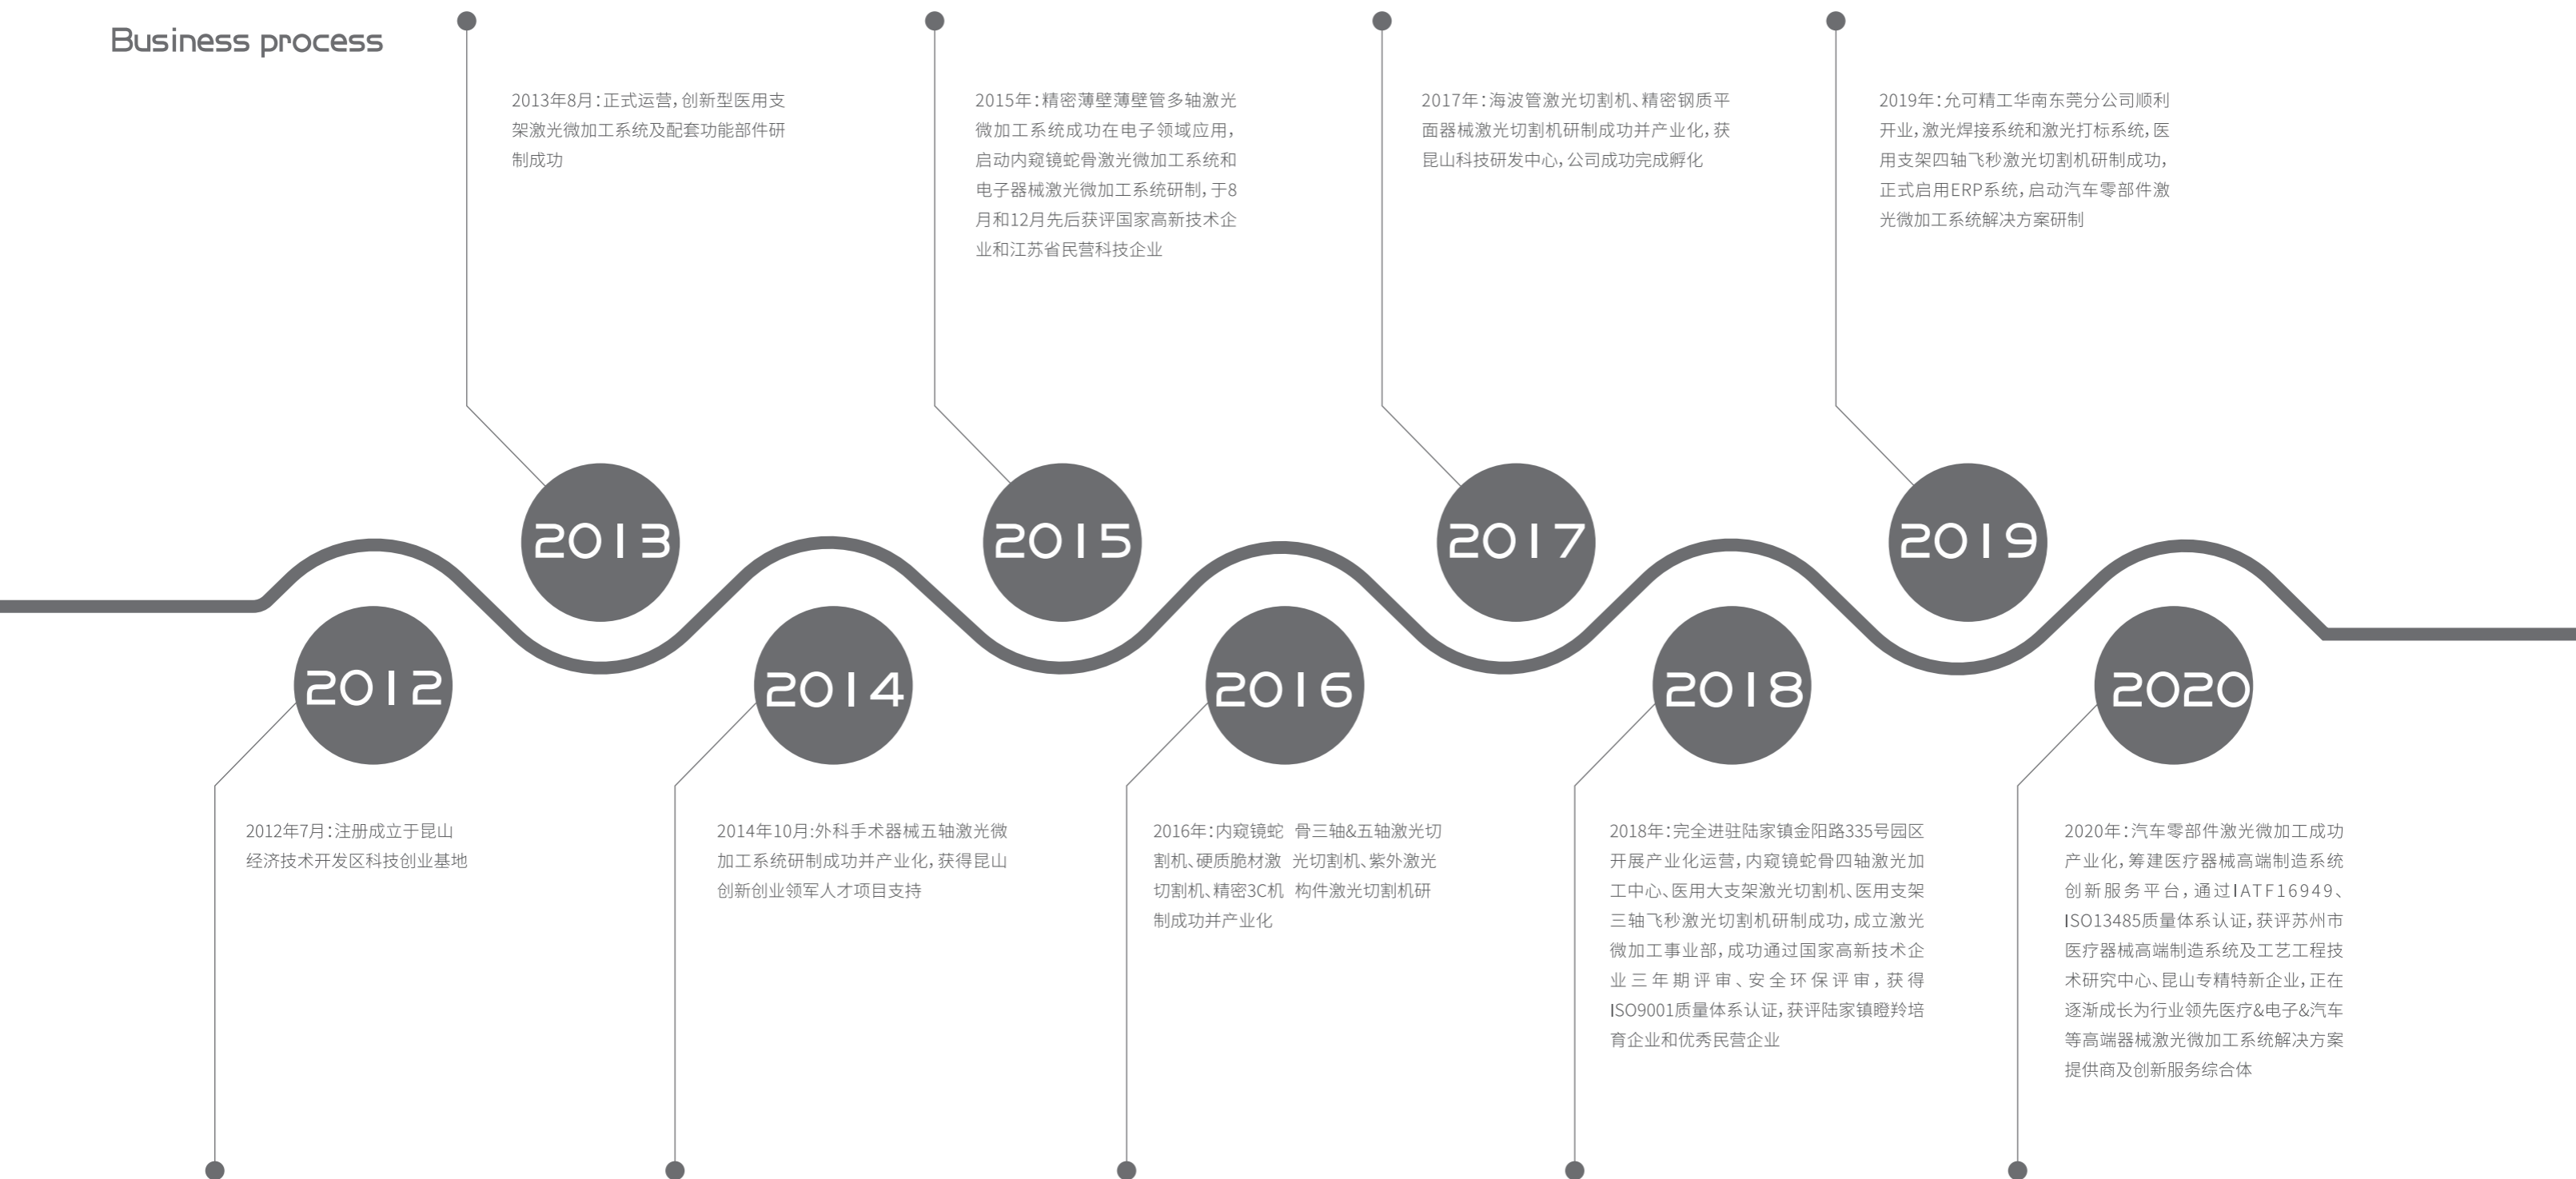 Business process
2013年8月：正式运营，创新型医用支
架激光微加工系统及配套功能部件研
制成功
2015年：精密薄壁薄壁管多轴激光
微加工系统成功在电子领域应用，
启动内窥镜蛇骨激光微加工系统和
电子器械激光微加工系统研制，于8
月和12月先后获评国家高新技术企
业和江苏省民营科技企业
2017年：海波管激光切割机、精密钢质平
面器械激光切割机研制成功并产业化，获
昆山科技研发中心，公司成功完成孵化
2019年：允可精工华南东莞分公司顺利
开业，激光焊接系统和激光打标系统，医
用支架四轴飞秒激光切割机研制成功，
正式启用ERP系统，启动汽车零部件激
光微加工系统解决方案研制
2013
2015
2017
2019
2012
2014
2016
2018
2020
2012年7月：注册成立于昆山
经济技术开发区科技创业基地
2014年10月:外科手术器械五轴激光微
加工系统研制成功并产业化，获得昆山
创新创业领军人才项目支持
2016年：内窥镜蛇 骨三轴&五轴激光切
割机、硬质脆材激 光切割机、紫外激光
切割机、精密3C机 构件激光切割机研
制成功并产业化
2018年：完全进驻陆家镇金阳路335号园区
开展产业化运营，内窥镜蛇骨四轴激光加
工中心、医用大支架激光切割机、医用支架
三轴飞秒激光切割机研制成功，成立激光
微加工事业部，成功通过国家高新技术企
业三年期评审、安全环保评审，获得
ISO9001质量体系认证，获评陆家镇瞪羚培
育企业和优秀民营企业
2020年：汽车零部件激光微加工成功
产业化，筹建医疗器械高端制造系统
创新服务平台，通过IATF16949、
ISO13485质量体系认证，获评苏州市
医疗器械高端制造系统及工艺工程技
术研究中心、昆山专精特新企业，正在
逐渐成长为行业领先医疗&电子&汽车
等高端器械激光微加工系统解决方案
提供商及创新服务综合体